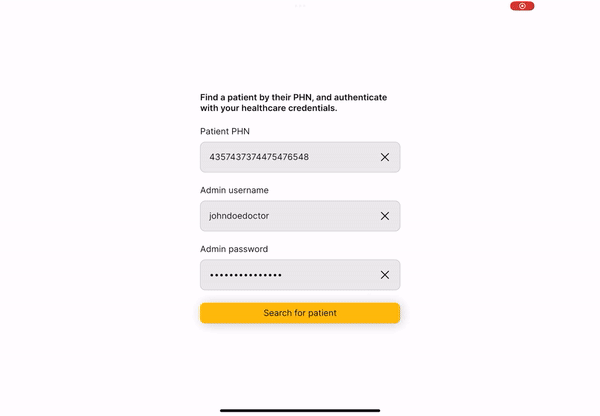 Find a patient by their PHN, and authenticate
with your healthcare credentials.
Patient PHN
4357437374475476548
Admin username
johndoedoctor
Admin password
•••••••••••••••
Search for patient